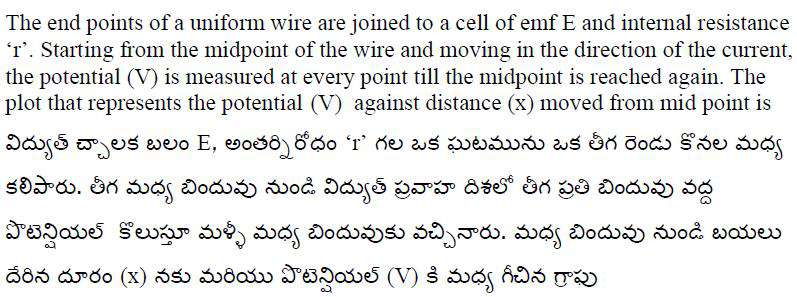 The end points of a uniform wire are joined to a cell of emf E and internal resistance
‘r’. Starting from the midpoint of the wire and moving in the direction of the current,
the potential (V) is measured at every point till the midpoint is reached again. The
plot that represents the potential (V)  against distance (x) moved from mid point is
విద్యుత్ చ్చాలక బలం E, అంతర్నిరోధం ‘r’ గల ఒక ఘటమును ఒక తీగ రెండు కొనల మధ్య
కలిపారు. తీగ మధ్య బిందువు నుండి విద్యుత్ ప్రవాహ దిశలో తీగ ప్రతి బిందువు వద్ద
పొటెన్షియల్  కొలుస్తూ మళ్ళీ మధ్య బిందువుకు వచ్చినారు. మధ్య బిందువు నుండి బయలు
దేరిన దూరం (x) నకు మరియు పొటెన్షియల్ (V) కి మధ్య గీచిన గ్రాఫు